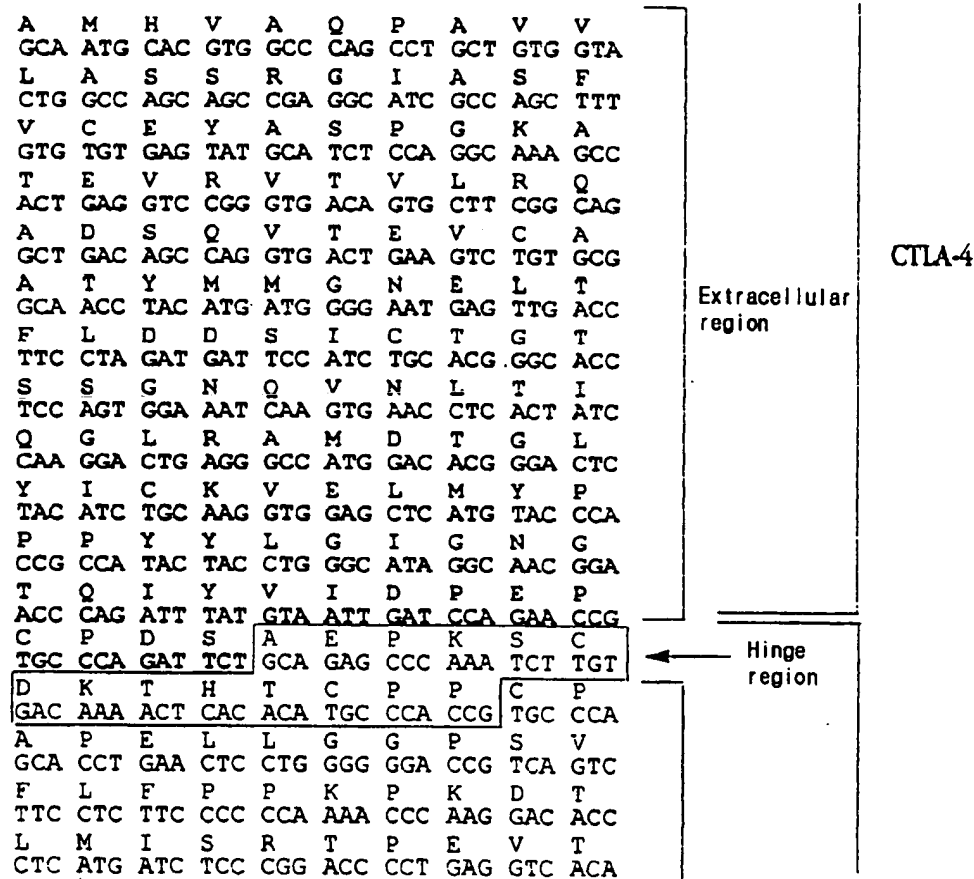 A M H V A Q P A V V
GCA ATG CAC GTG GCC CAG CCT GCT GTG GTA
L A S S R G I A S F
CTG GCC AGC AGC CGA GGC ATC GCC AGC TTT
V C E Y A S P G K A
GTG TGT GAG TAT GCA TCT CCA GGC AAA GCC
T E V R V T V L R Q
ACT GAG GTC CGG GTG ACA GTG CTT CGG CAG
A D S Q V T E V C A
GCT GAC AGC CAG GTG ACT GAA GTC TGT GCG
A T Y M M G N E L T
GCA ACC TAC ATG ATG GGG AAT GAG TTG ACC
F L D D S I C T G T
TTC CTA GAT GAT TCC ATC TGC ACG GGC ACC
S S G N Q V N L T I
TCC AGT GGA AAT CAA GTG AAC CTC ACT ATC
Q G L R A M D T G L
CAA GGA CTG AGG GCC ATG GAC ACG GGA CTC
Y I C K V E L M Y P
TAC ATC TGC AAG GTG GAG CTC ATG TAC CCA
P P Y Y L G I G N G
CCG CCA TAC TAC CTG GGC ATA GGC AAC GGA
T Q I Y V I D P E P
ACC CAG ATT TAT GTA ATT GAT CCA GAA CCG
C P D S A E P K S C
TGC CCA GAT TCT GCA GAG CCC AAA TCT TGT
D K T H T C P P C P
GAC AAA ACT CAC ACA TGC CCA CCG TGC CCA
A P E L L G G P S V
GCA CCT GAA CTC CTG GGG GGA CCG TCA GTC
F L F P P K P K D T
TTC CTC TTC CCC CCA AAA CCC AAG GAC ACC
L M I S R T P E V T
CTC ATG ATC TCC CGG ACC CCT GAG GTC ACA
Extracellular
region
CTLA-4
Hinge
region